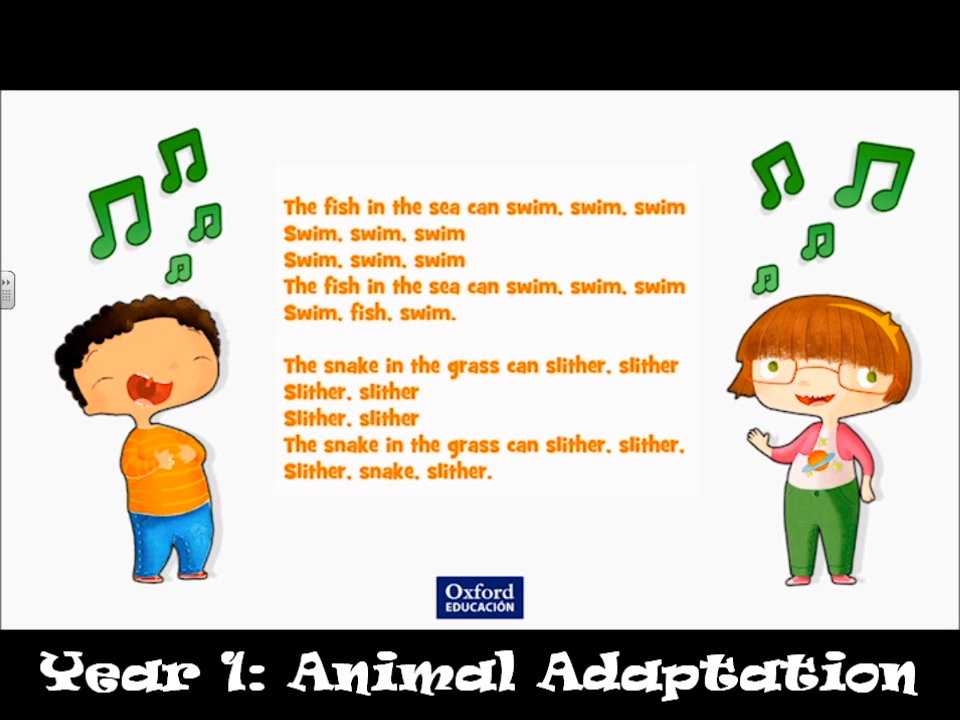 The fish in the sea can swim, swim, swim
Swim, swim, swim
Swim, swim, swim
The fish in the sea can swim, swim, swim
Swim, fish, swim.
The snake in the grass can slither, slither
Slither, slither
Slither, slither
The snake in the grass can slither, slither,
Slither, snake, slither.
Oxford
EDUCACIÓN
Year 1: Animal Adaptation